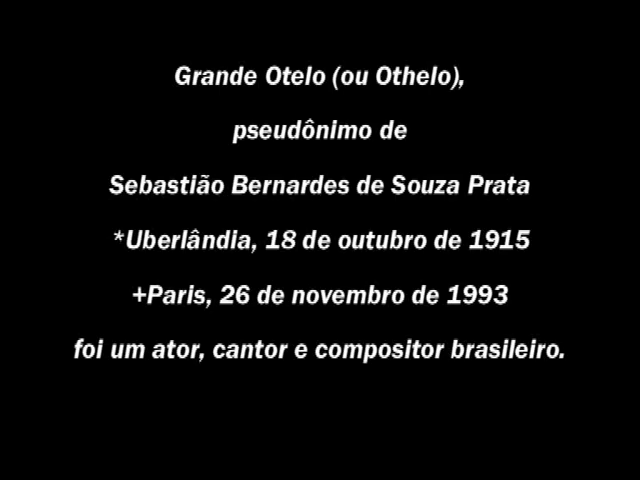 Grande Otelo (ou Othelo),
pseudônimo de
Sebastião Bernardes de Souza Prata
*Uberlândia, 18 de outubro de 1915
+Paris, 26 de novembro de 1993
foi um ator, cantor e compositor brasileiro.